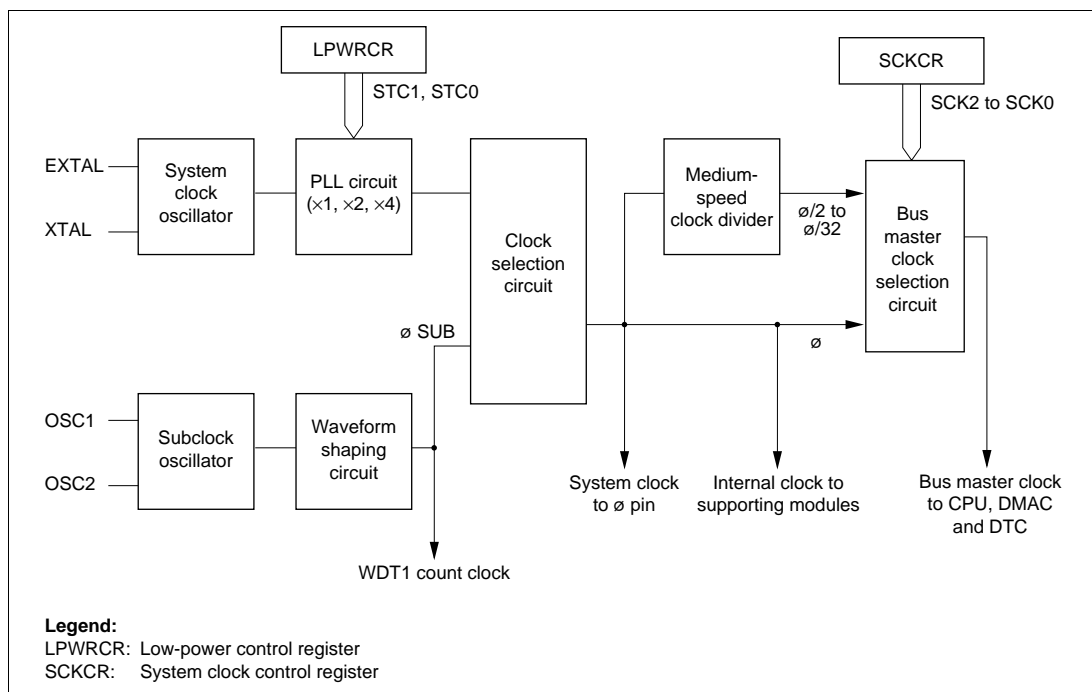 LPWRCR
STC1, STC0
SCKCR
SCK2 to SCK0
EXTAL
XTAL
System
clock
oscillator
PLL circuit
(×1, ×2, ×4)
Clock
selection
circuit
Medium-
speed
clock divider
ø/2 to
ø/32
Bus
master
clock
selection
circuit
ø SUB
ø
OSC1
OSC2
Subclock
oscillator
Waveform
shaping
circuit
System clock
to ø pin
Internal clock to
supporting modules
Bus master clock
to CPU, DMAC
and DTC
WDT1 count clock
Legend:
LPWRCR: Low-power control register
SCKCR: System clock control register